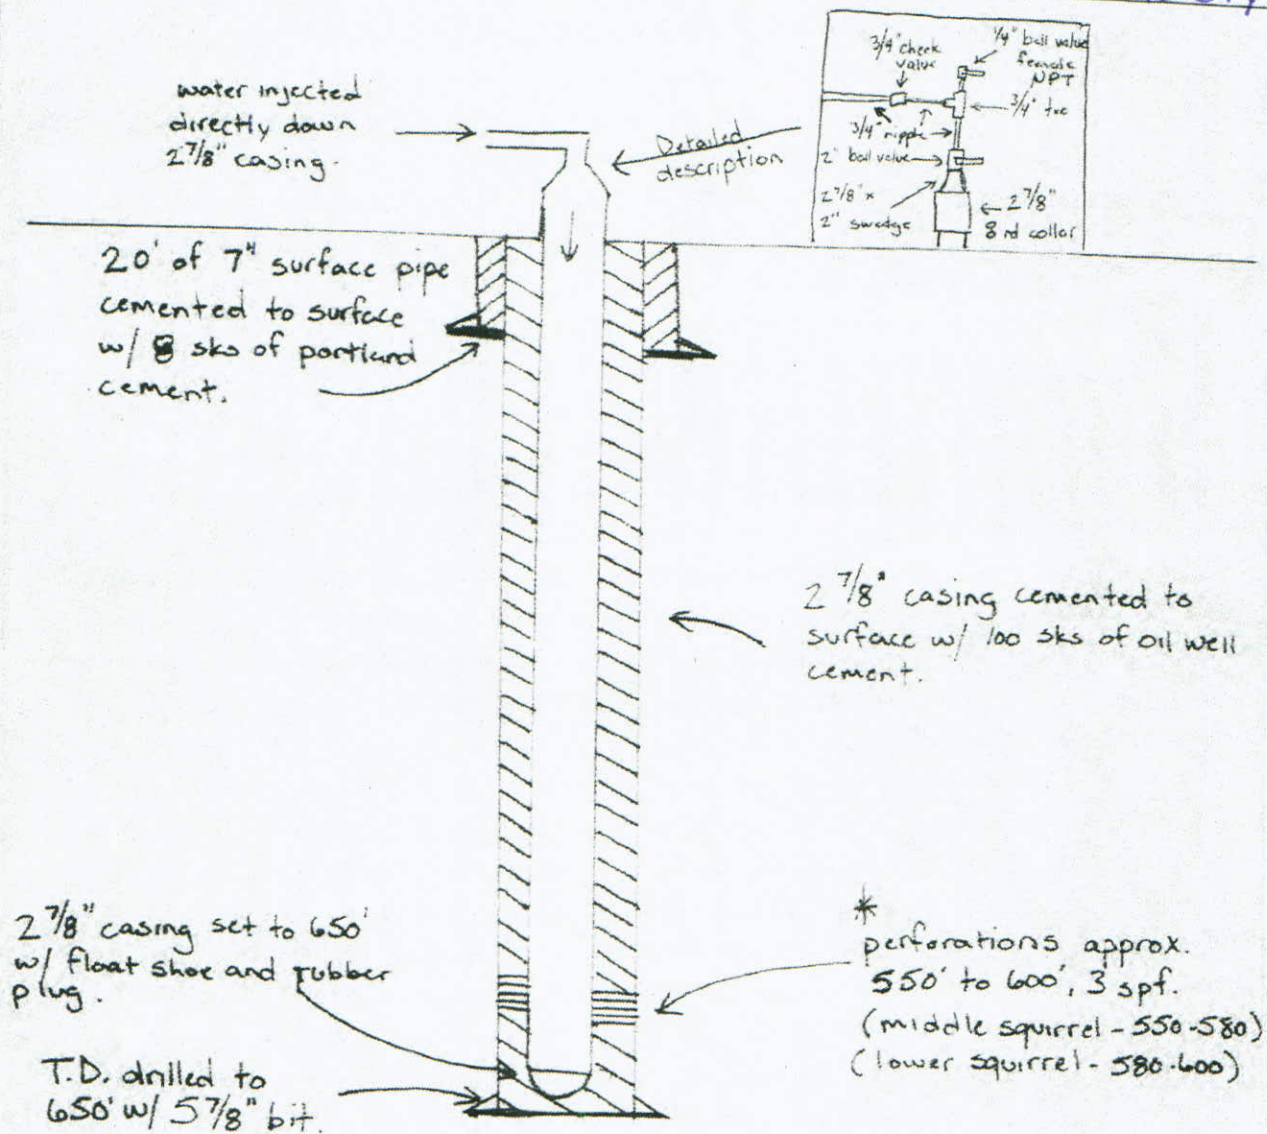 water injected
directly down
2 7/8" casing.
Detailed
description
3/4" check
valve
1/4" ball valve
female
NPT
3/4" tee
3/4" nipple
2" ball valve
2 7/8" x
2" swedge
2 7/8"
8 rd collar
20' of 7" surface pipe
cemented to surface
w/ 8 sks of portland
cement.
2 7/8" casing cemented to
surface w/ 100 sks of oil well
cement.
2 7/8" casing set to 650'
w/ float shoe and rubber
plug.
*
perforations approx.
550' to 600', 3 spf.
(middle squirrel - 550-580)
(lower squirrel - 580-600)
T.D. drilled to
650' w/ 5 7/8" bit.